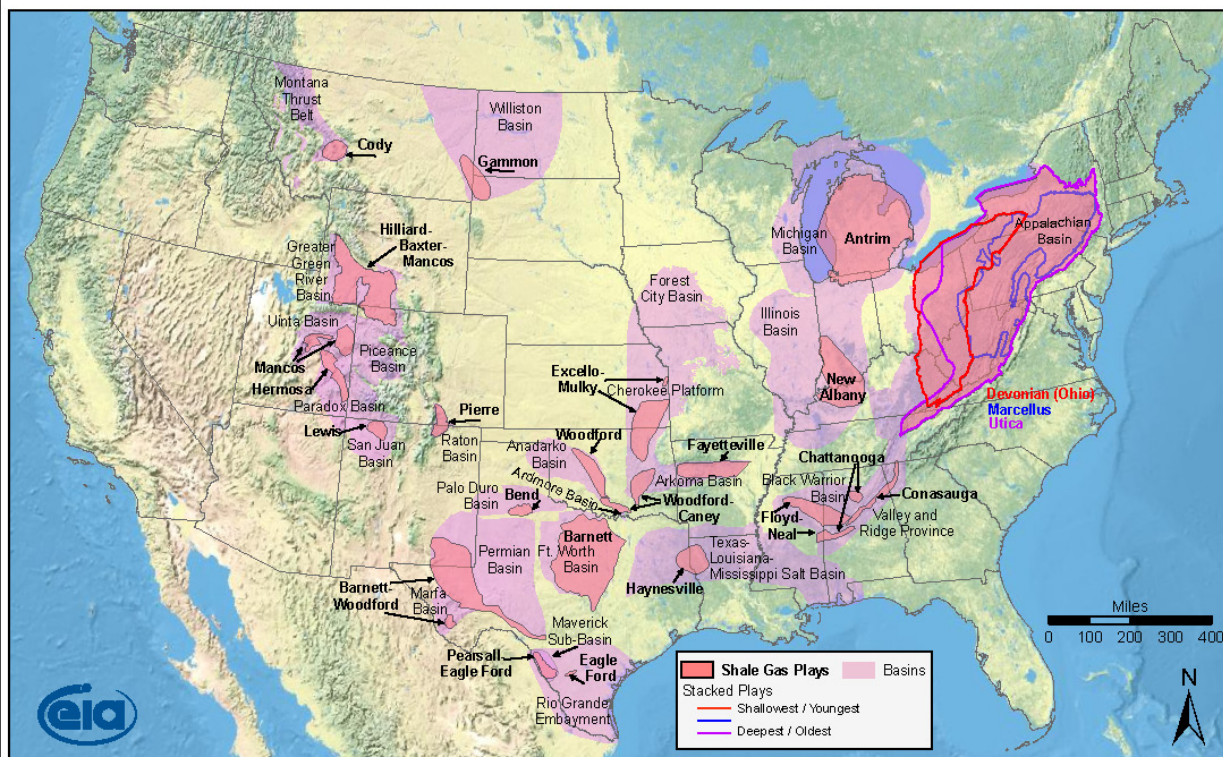 Montana
Thrust
Belt
Cody
Williston
Basin
Gammon
Hilliard-
Baxter-
Mancos
Greater
Green
River
Basin
Uinta Basin
Mancos
Piceance
Basin
Hermosa
Paradox Basin
Lewis
San Juan
Basin
Pierre
Raton
Basin
Michigan
Basin
Antrim
Appalachian
Basin
Forest
City Basin
Illinois
Basin
New
Albany
Devonian (Ohio)
Marcellus
Utica
Excello-
Mulky
Cherokee Platform
Woodford
Anadarko
Basin
Ardmore Basin
Palo Duro
Basin
Bend
Fayetteville
Arkoma Basin
Woodford-
Caney
Chattanooga
Black Warrior
Basin
Conasauga
Floyd-
Neal
Valley and
Ridge Province
Permian
Basin
Ft. Worth
Basin
Barnett
Texas-
Louisiana-
Mississippi Salt Basin
Haynesville
Barnett-
Woodford
Marfa
Basin
Maverick
Sub-Basin
Pearsall-
Eagle Ford
Eagle
Ford
Rio Grande
Embayment
Miles
0 100 200 300 400
Shale Gas Plays
Basins
Stacked Plays
Shallowest / Youngest
Deepest / Oldest
N
eia